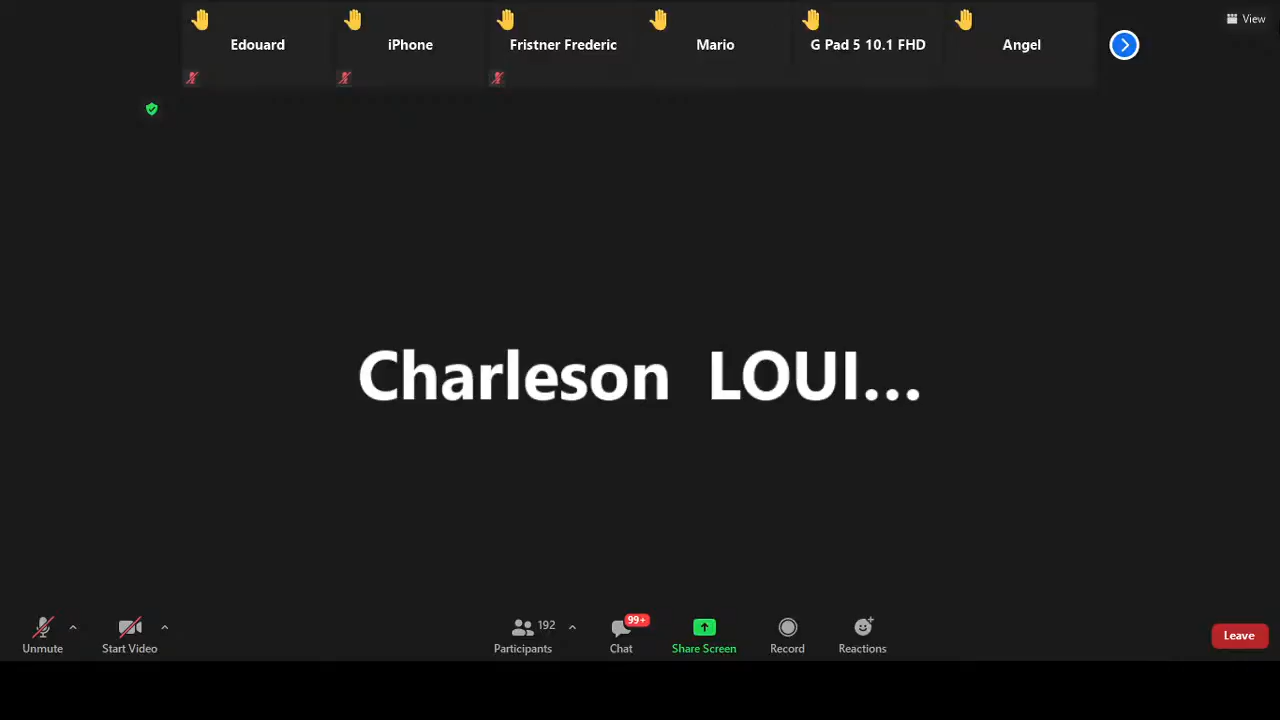 View
Edouard
iPhone
Fristner Frederic
Mario
G Pad 5 10.1 FHD
Angel
Charleson LOUI...
Unmute
Start Video
192
Participants
99+
Chat
Share Screen
Record
Reactions
Leave